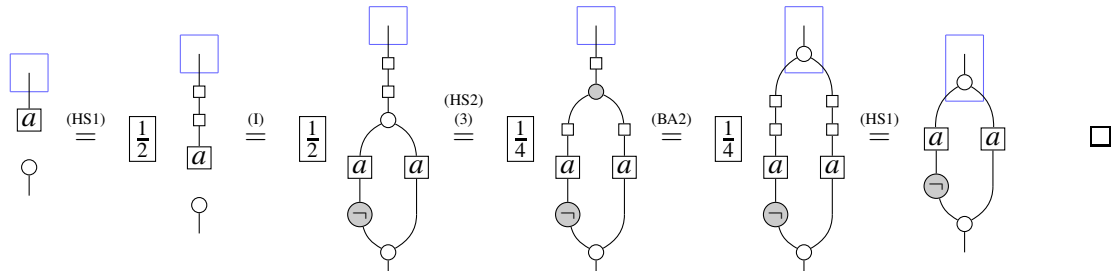 a (HS1) = 1/2 a (I) = 1/2 a ¬ a (HS2) (3) = 1/4 a ¬ a (BA2) = 1/4 a ¬ a (HS1) = a ¬ a □